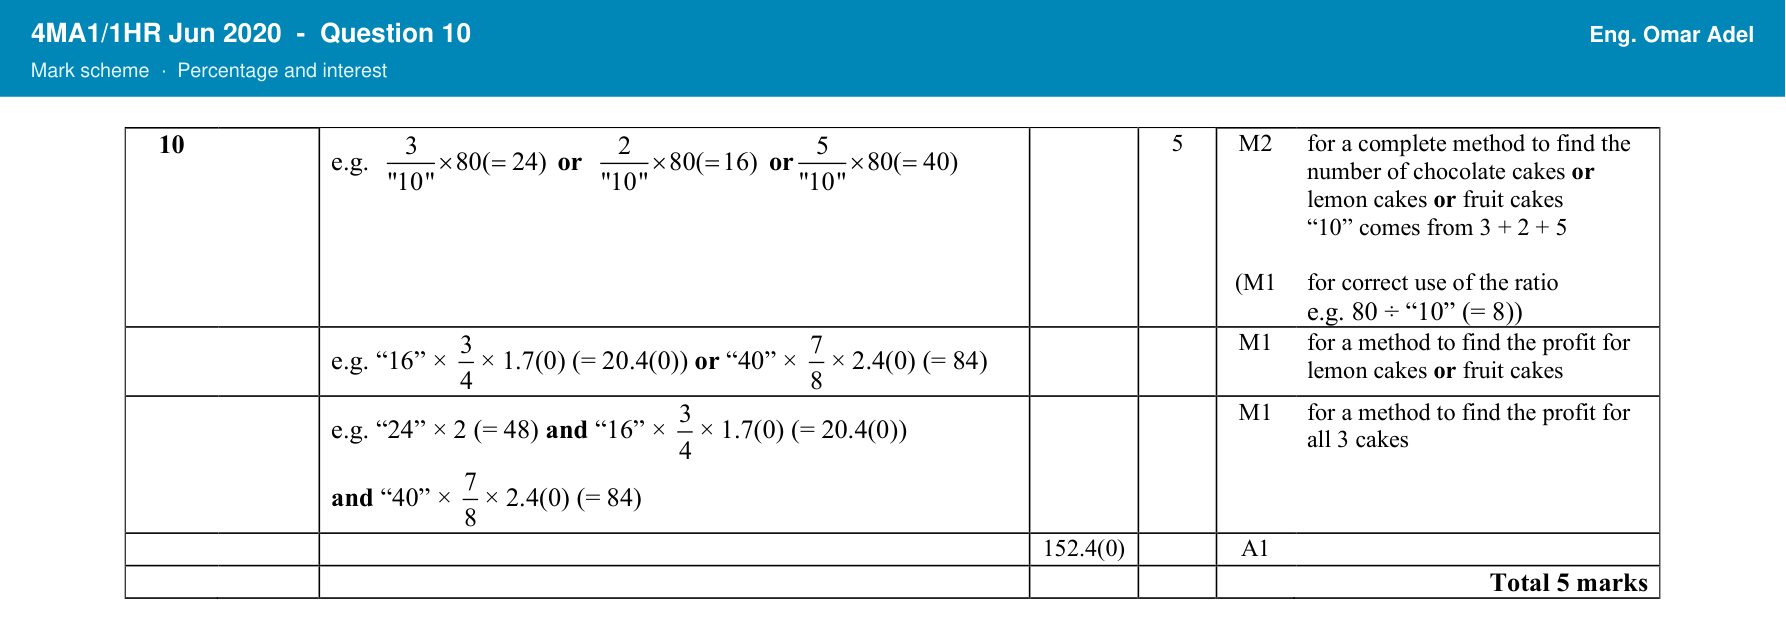 4MA1/1HR Jun 2020 - Question 10
Eng. Omar Adel
Mark scheme · Percentage and interest
10 e.g. 3/"10" ×80(= 24) or 2/"10" ×80(=16) or 5/"10" ×80(= 40) 5 M2 for a complete method to find the
number of chocolate cakes or
lemon cakes or fruit cakes
“10” comes from 3 + 2 + 5
(M1 for correct use of the ratio
e.g. 80 ÷ “10” (= 8))
e.g. “16” × 3/4 × 1.7(0) (= 20.4(0)) or “40” × 7/8 × 2.4(0) (= 84) M1 for a method to find the profit for
lemon cakes or fruit cakes
e.g. “24” × 2 (= 48) and “16” × 3/4 × 1.7(0) (= 20.4(0)) M1 for a method to find the profit for
all 3 cakes
and “40” × 7/8 × 2.4(0) (= 84)
152.4(0) A1
Total 5 marks